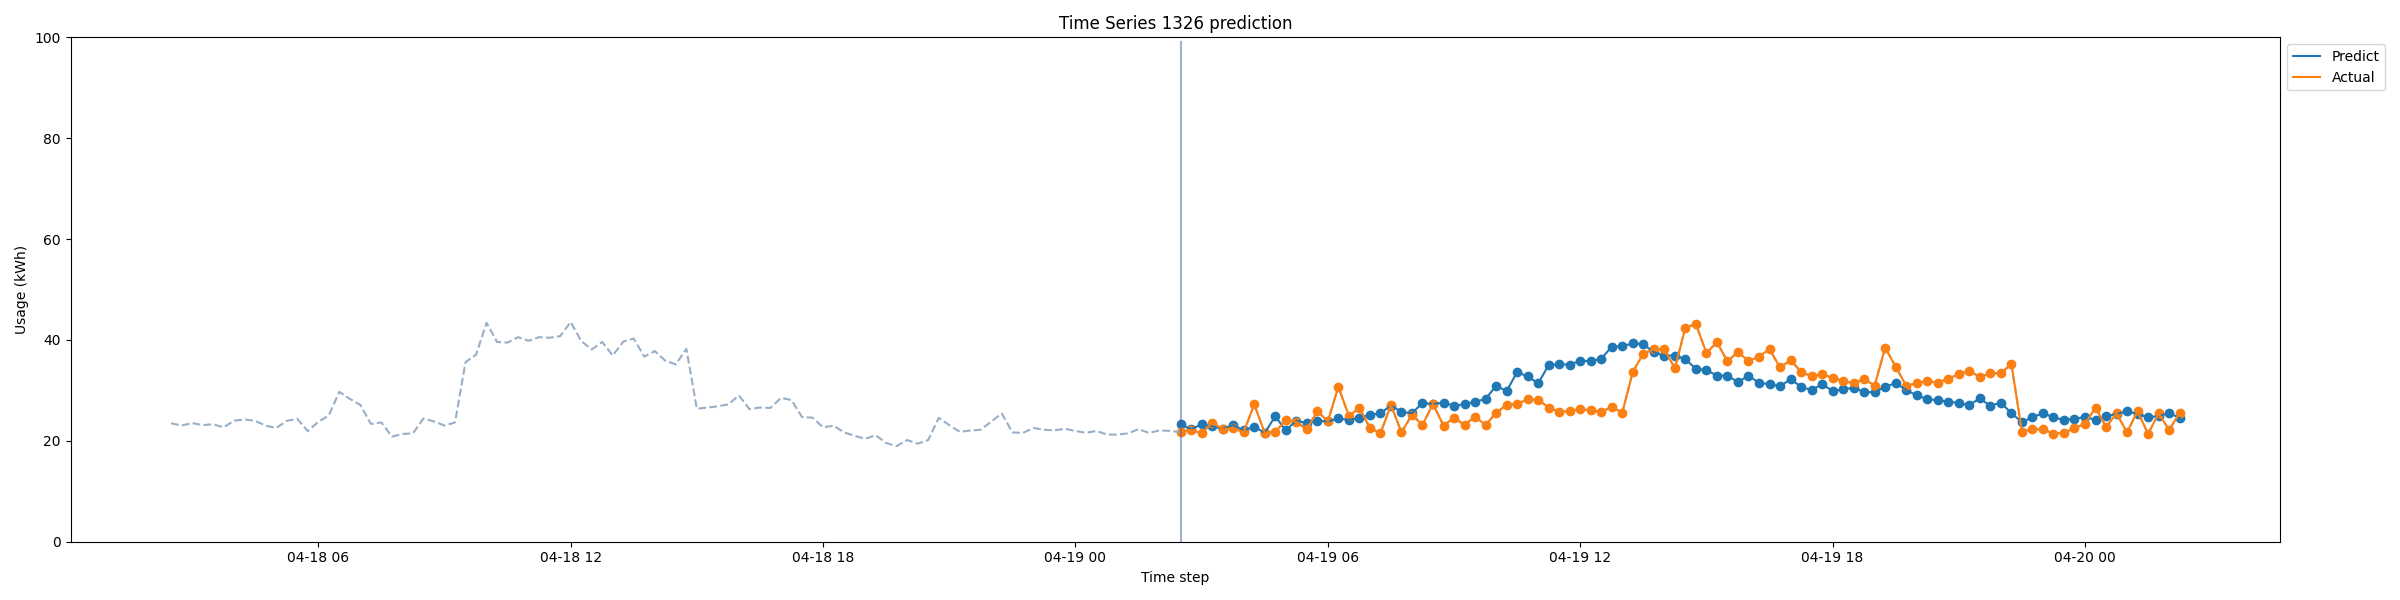 Time Series 1326 prediction
Predict
Actual
100
80
60
40
20
0
Usage (kWh)
04-18 06
04-18 12
04-18 18
04-19 00
04-19 06
04-19 12
04-19 18
04-20 00
Time step